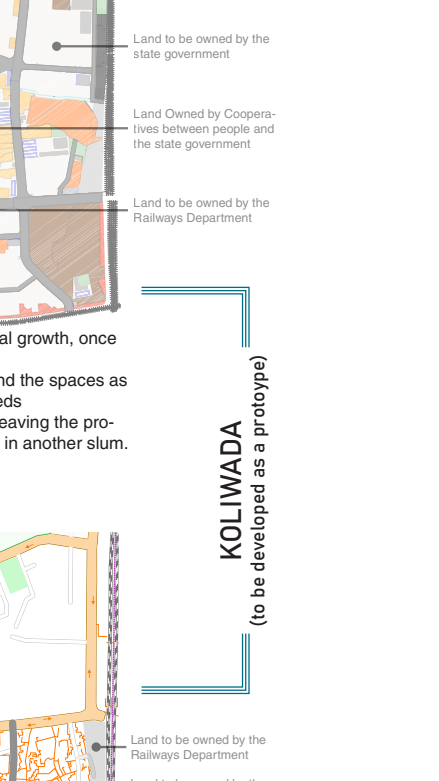 Land to be owned by the
state government
Land Owned by Coopera-
tives between people and
the state government
Land to be owned by the
Railways Department
al growth, once
nd the spaces as
eds
eaving the pro-
in another slum.
KOLIWADA
(to be developed as a protoype)
Land to be owned by the
Railways Department